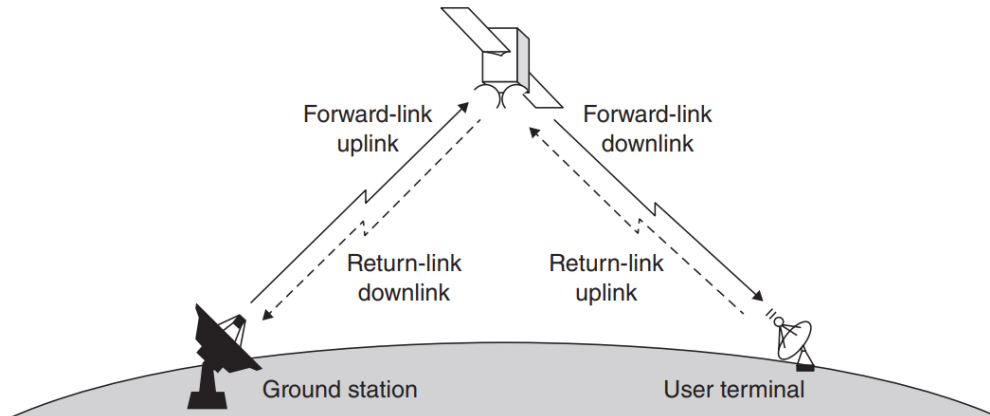 Forward-link
uplink
Forward-link
downlink
Return-link
downlink
Return-link
uplink
Ground station
User terminal